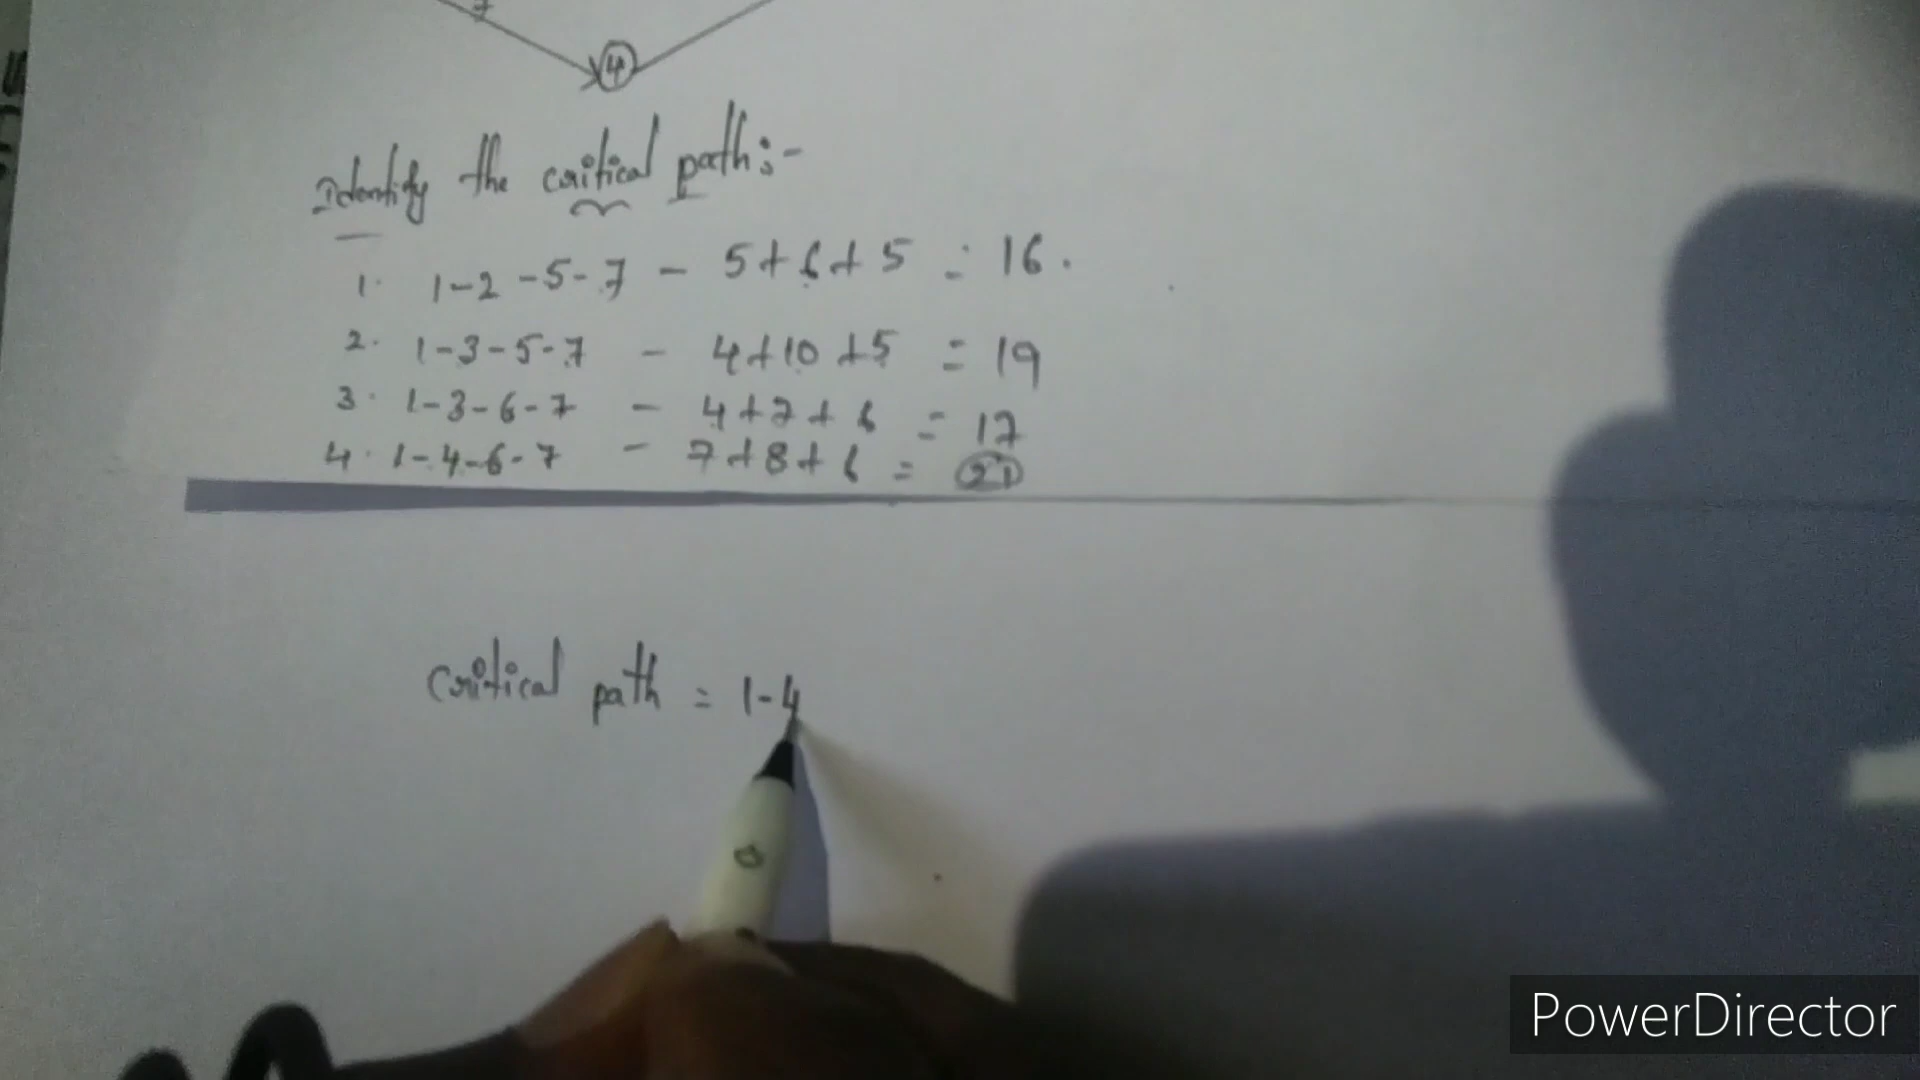 7
4
Identify the critical path:-
1. 1-2-5-7 - 5+6+5 = 16.
2. 1-3-5-7 - 4+10+5 = 19
3. 1-3-6-7 - 4+7+6 = 17
4. 1-4-6-7 - 7+8+6 = 21
critical path = 1-4
PowerDirector